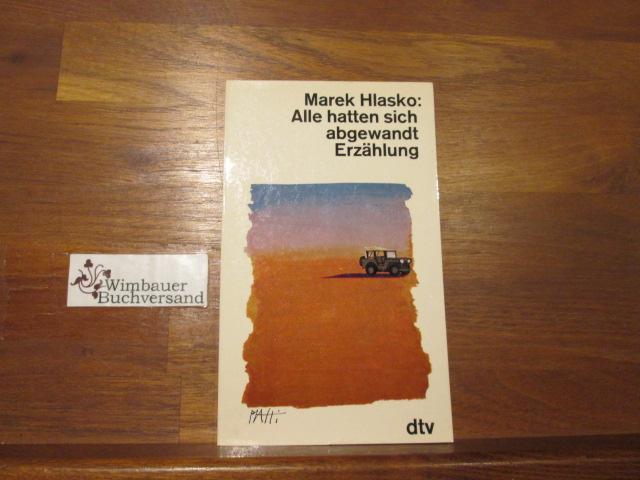 Marek Hlasko:
Alle hatten sich
abgewandt
Erzählung
Wimbauer
Buchversand
dtv